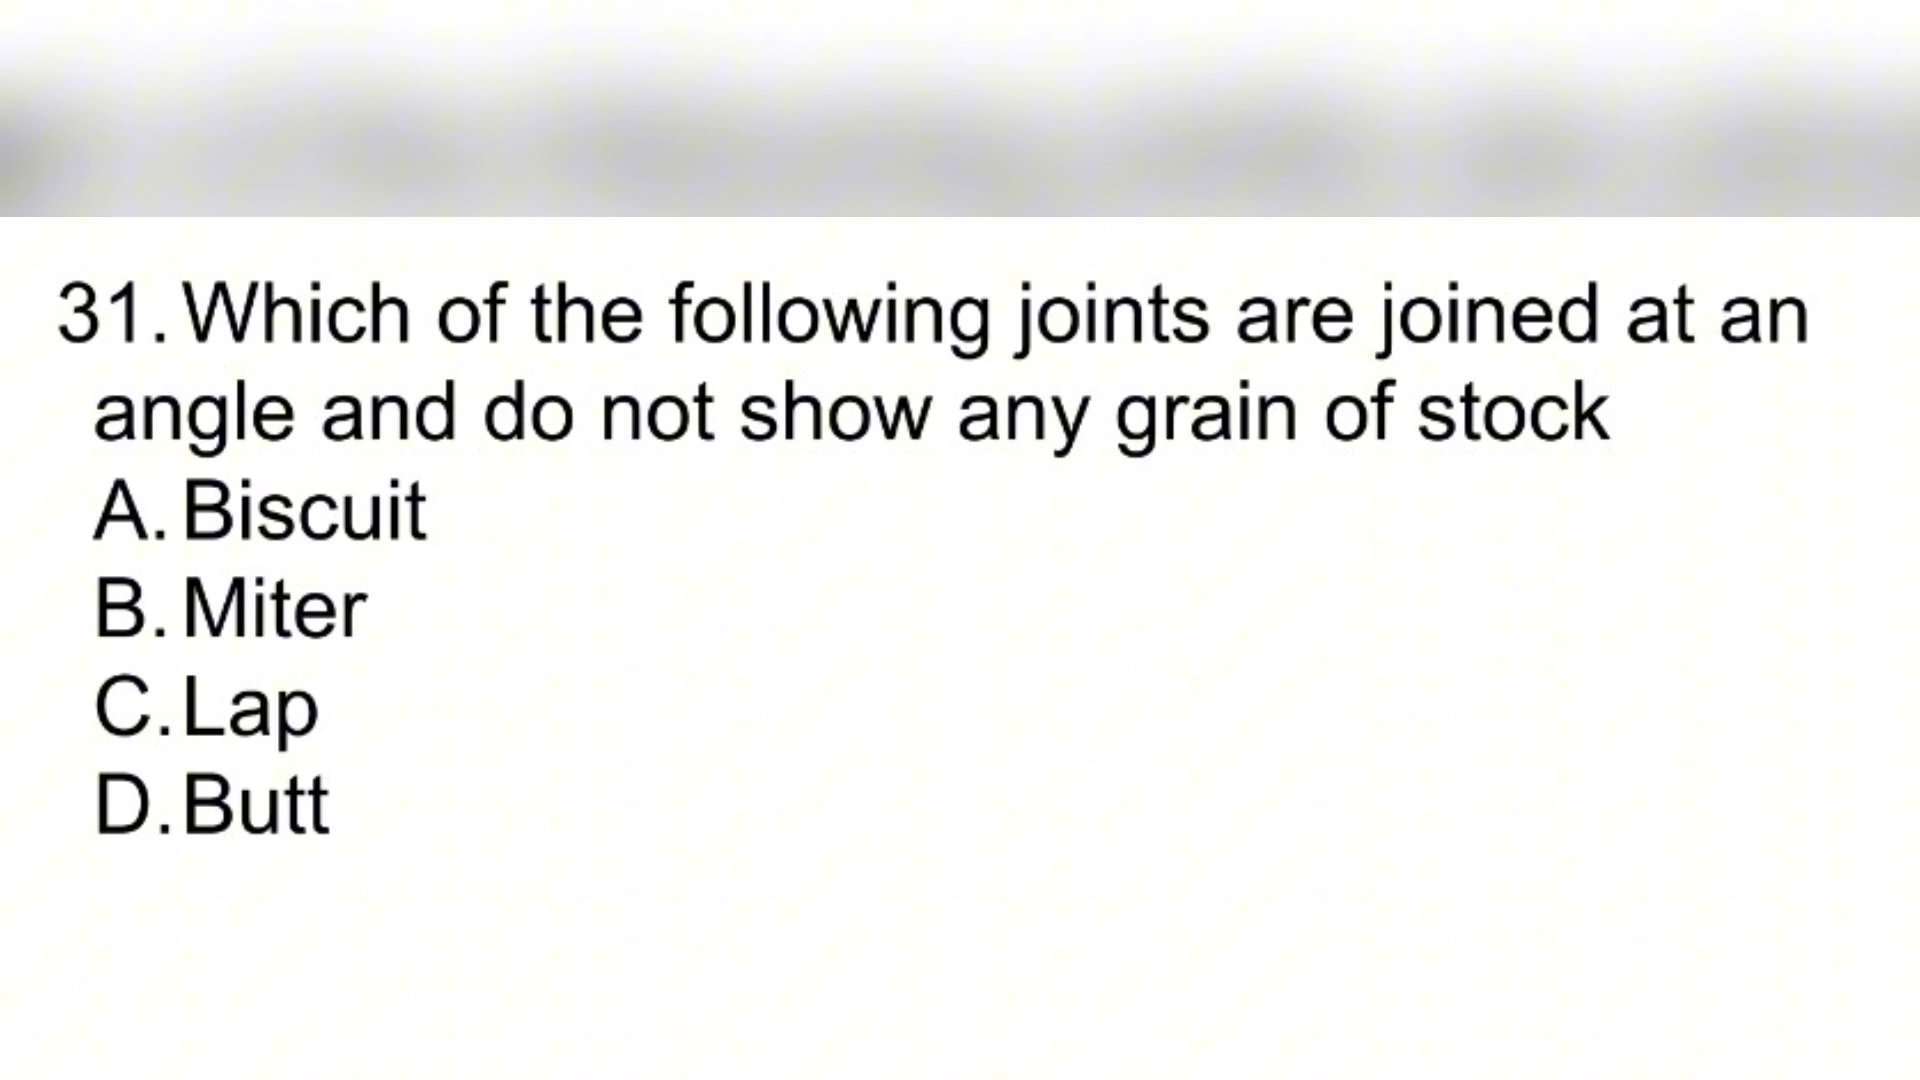 31. Which of the following joints are joined at an
angle and do not show any grain of stock
A. Biscuit
B. Miter
C. Lap
D. Butt